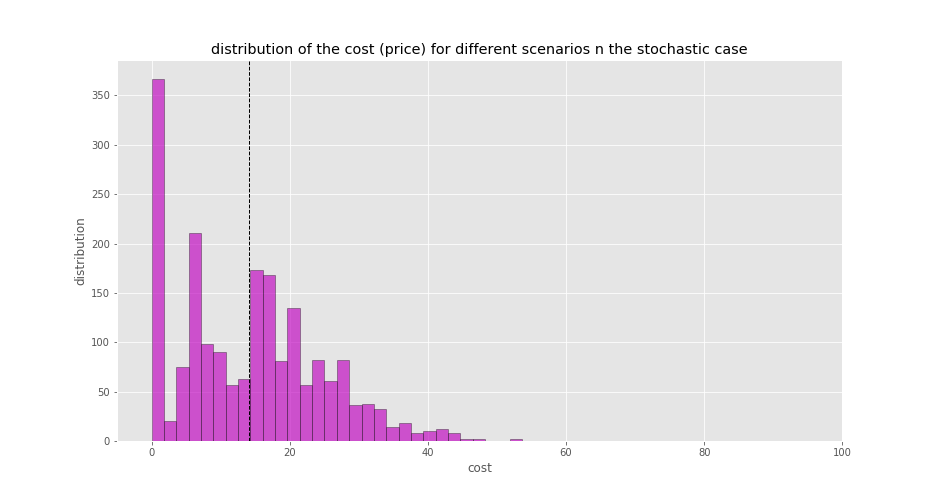 distribution of the cost (price) for different scenarios n the stochastic case
350
300
250
200
150
100
50
0
distribution
0 20 40 60 80 100
cost